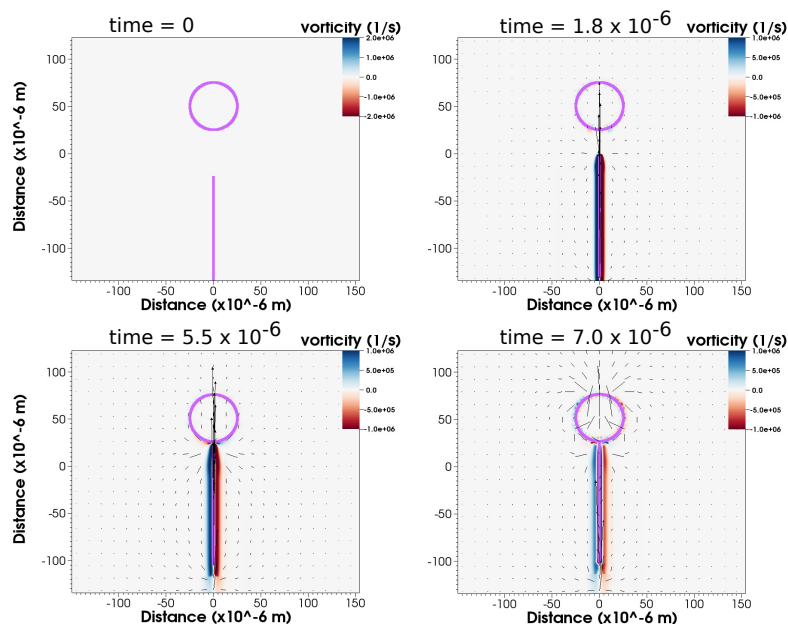 time = 0
vorticity (1/s)
2.0e+06
1.0e+06
0.0
-1.0e+06
-2.0e+06
100
50
0
-50
-100
Distance (x10^-6 m)
-100 -50 0 50 100 150
Distance (x10^-6 m)
time = 1.8 x 10-6
vorticity (1/s)
1.0e+06
5.0e+05
0.0
-5.0e+05
-1.0e+06
100
50
0
-50
-100
-100 -50 0 50 100 150
Distance (x10^-6 m)
time = 5.5 x 10-6
vorticity (1/s)
1.0e+06
5.0e+05
0.0
-5.0e+05
-1.0e+06
100
50
0
-50
-100
Distance (x10^-6 m)
-100 -50 0 50 100 150
Distance (x10^-6 m)
time = 7.0 x 10-6
vorticity (1/s)
1.0e+06
5.0e+05
0.0
-5.0e+05
-1.0e+06
100
50
0
-50
-100
-100 -50 0 50 100 150
Distance (x10^-6 m)